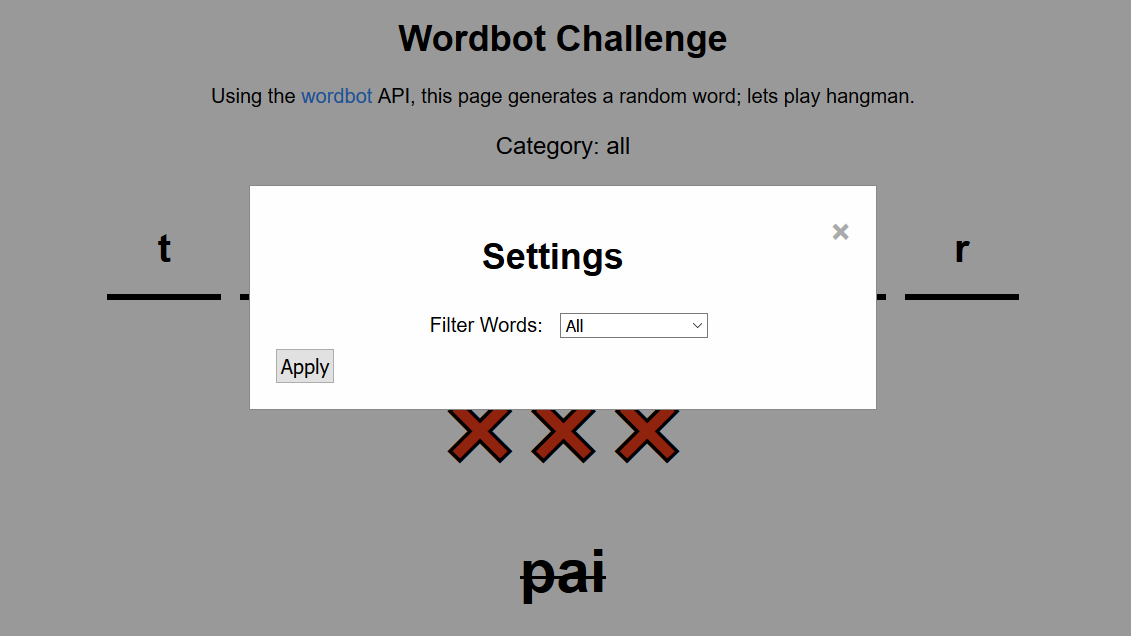 Wordbot Challenge
Using the wordbot API, this page generates a random word; lets play hangman.
Category: all
t r
Settings
Filter Words: All
Apply
pai